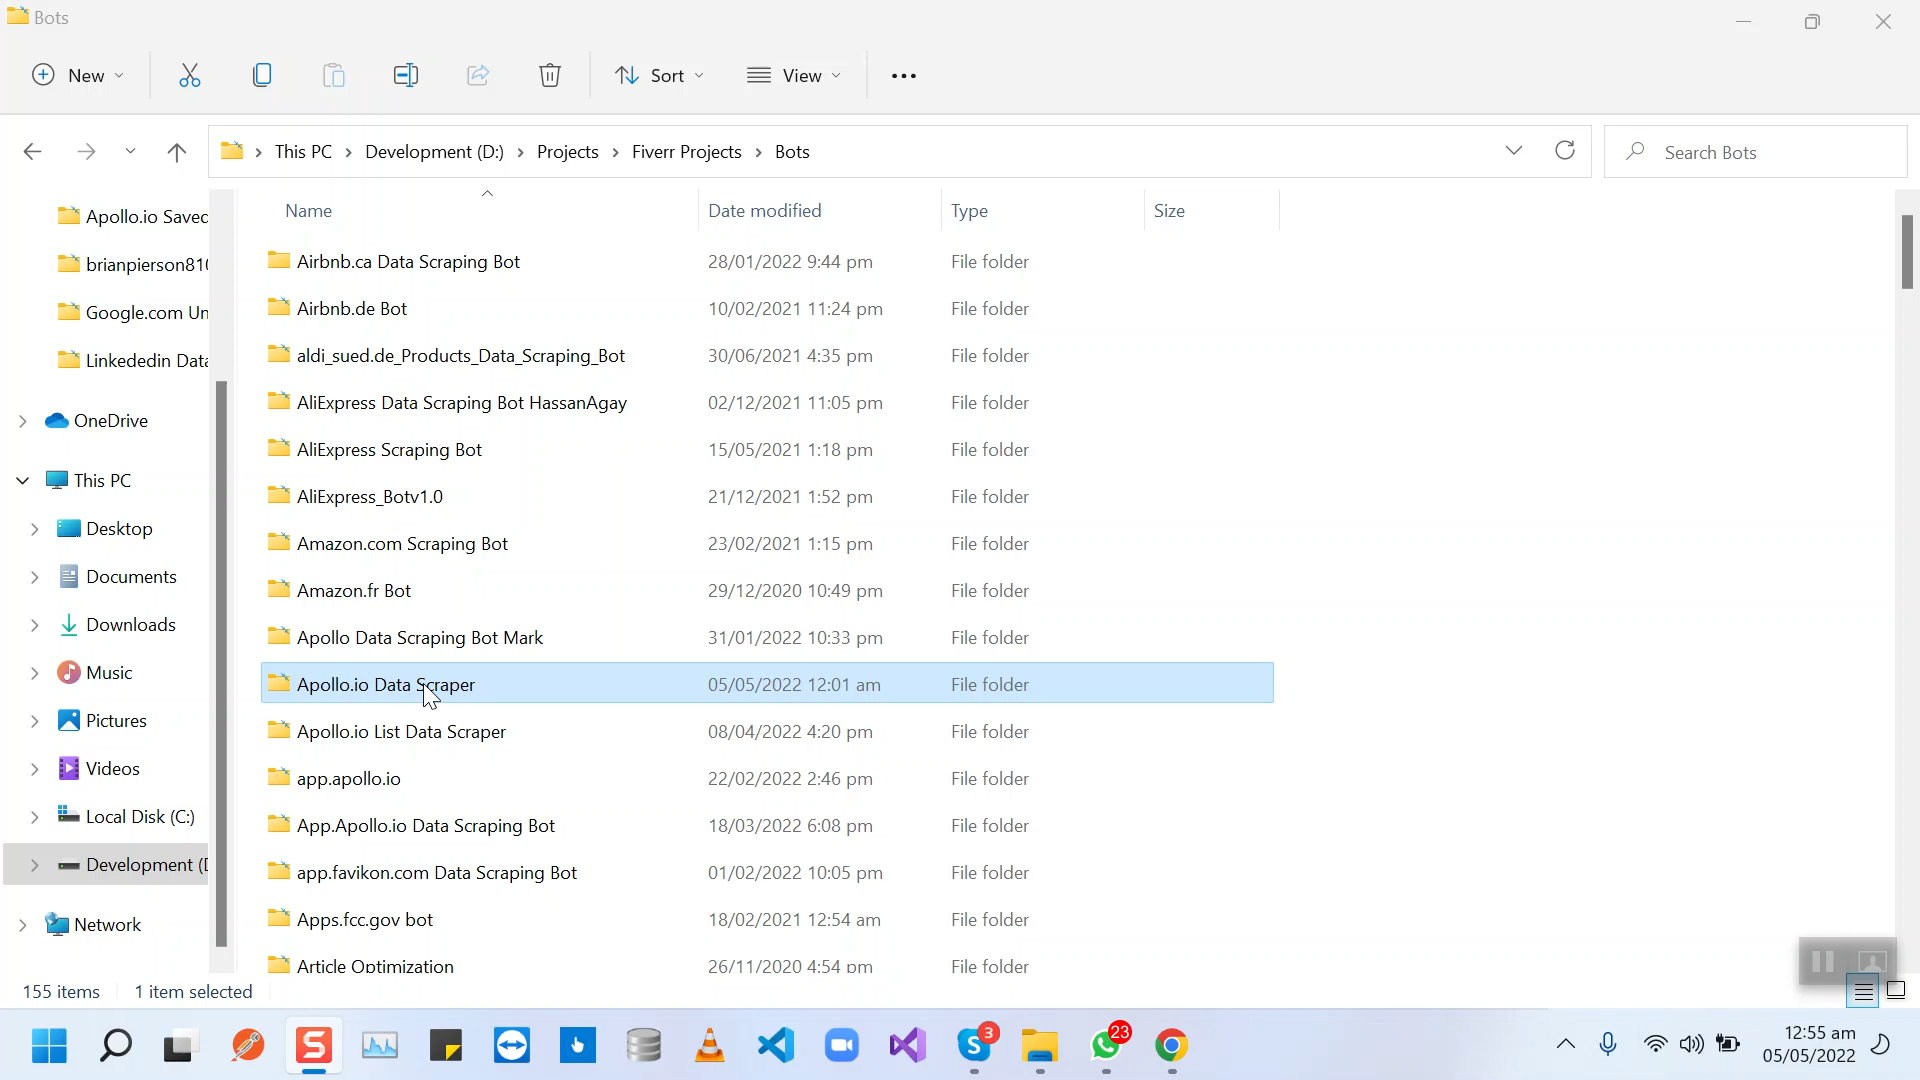 Bots
New
Sort
View
This PC
Development (D:)
Projects
Fiverr Projects
Bots
Search Bots
Name
Date modified
Type
Size
Apollo.io Saved
brianpierson810
Google.com Un
Linkededin Data
OneDrive
This PC
Desktop
Documents
Downloads
Music
Pictures
Videos
Local Disk (C:)
Development (D
Network
Airbnb.ca Data Scraping Bot 28/01/2022 9:44 pm File folder
Airbnb.de Bot 10/02/2021 11:24 pm File folder
aldi_sued.de_Products_Data_Scraping_Bot 30/06/2021 4:35 pm File folder
AliExpress Data Scraping Bot HassanAgay 02/12/2021 11:05 pm File folder
AliExpress Scraping Bot 15/05/2021 1:18 pm File folder
AliExpress_Botv1.0 21/12/2021 1:52 pm File folder
Amazon.com Scraping Bot 23/02/2021 1:15 pm File folder
Amazon.fr Bot 29/12/2020 10:49 pm File folder
Apollo Data Scraping Bot Mark 31/01/2022 10:33 pm File folder
Apollo.io Data Scraper 05/05/2022 12:01 am File folder
Apollo.io List Data Scraper 08/04/2022 4:20 pm File folder
app.apollo.io 22/02/2022 2:46 pm File folder
App.Apollo.io Data Scraping Bot 18/03/2022 6:08 pm File folder
app.favikon.com Data Scraping Bot 01/02/2022 10:05 pm File folder
Apps.fcc.gov bot 18/02/2021 12:54 am File folder
Article Optimization 26/11/2020 4:54 pm File folder
155 items
1 item selected
S
3
23
12:55 am
05/05/2022